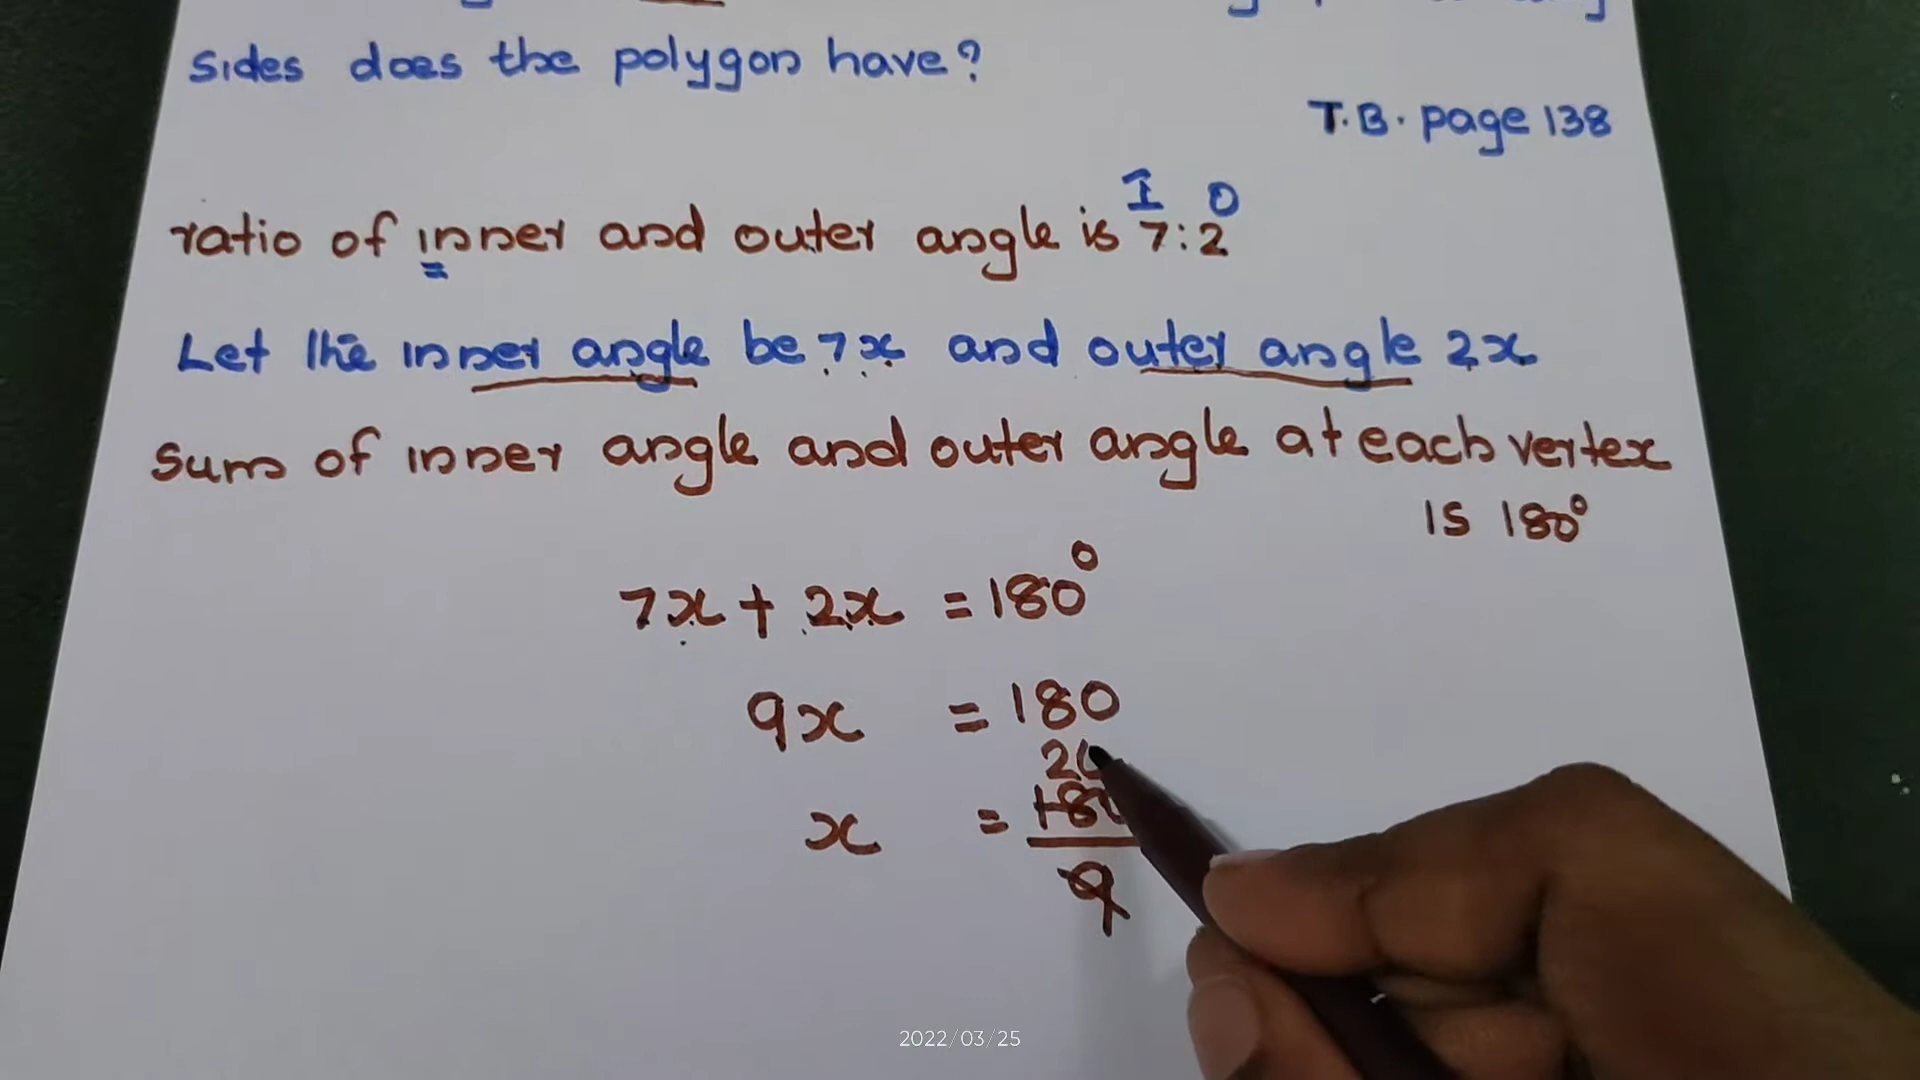 sides does the polygon have?
T.B. page 138
I O
ratio of inner and outer angle is 7:2
Let the inner angle be 7x and outer angle 2x
Sum of inner angle and outer angle at each vertex
is 180°
7x + 2x = 180°
9x = 180
20
x = 180
9
2022/03/25